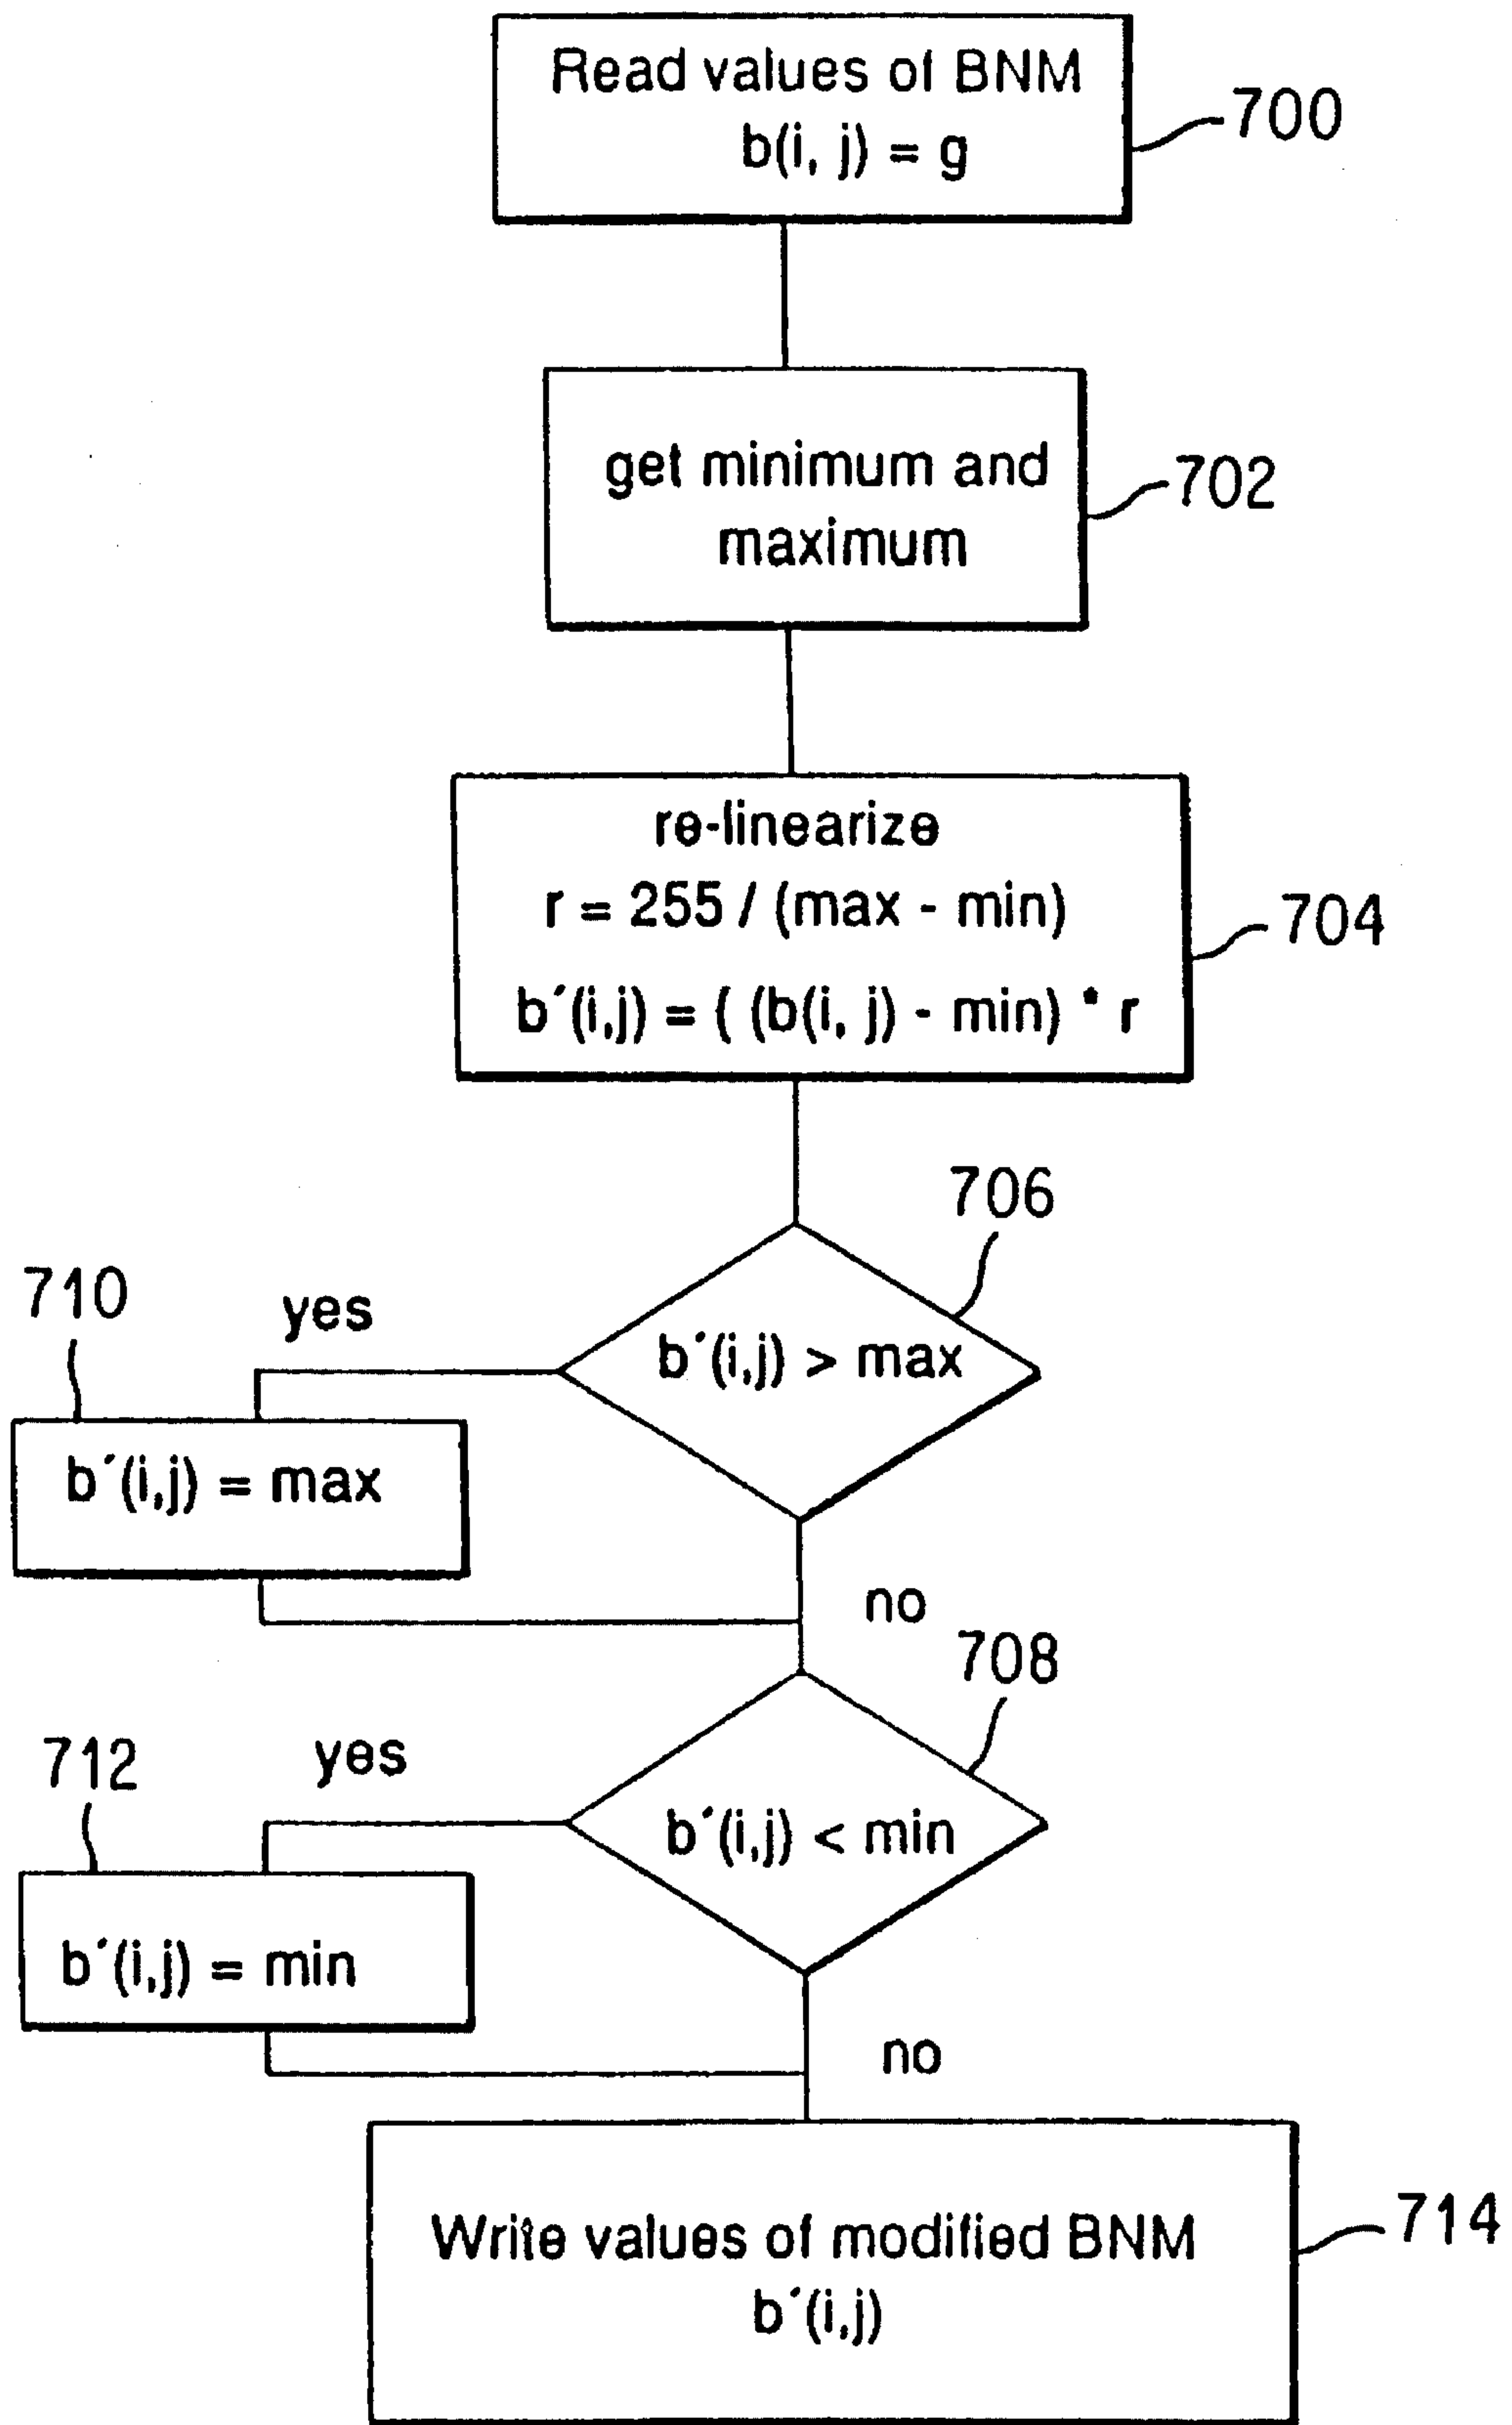 Read values of BNM
b(i, j) = g
700
get minimum and
maximum
702
re-linearize
r = 255 / (max - min)
b´(i,j) = ( (b(i, j) - min) * r
704
706
b´(i,j) > max
yes
710
b´(i,j) = max
no
708
b´(i,j) < min
yes
712
b´(i,j) = min
no
Write values of modified BNM
b´(i,j)
714